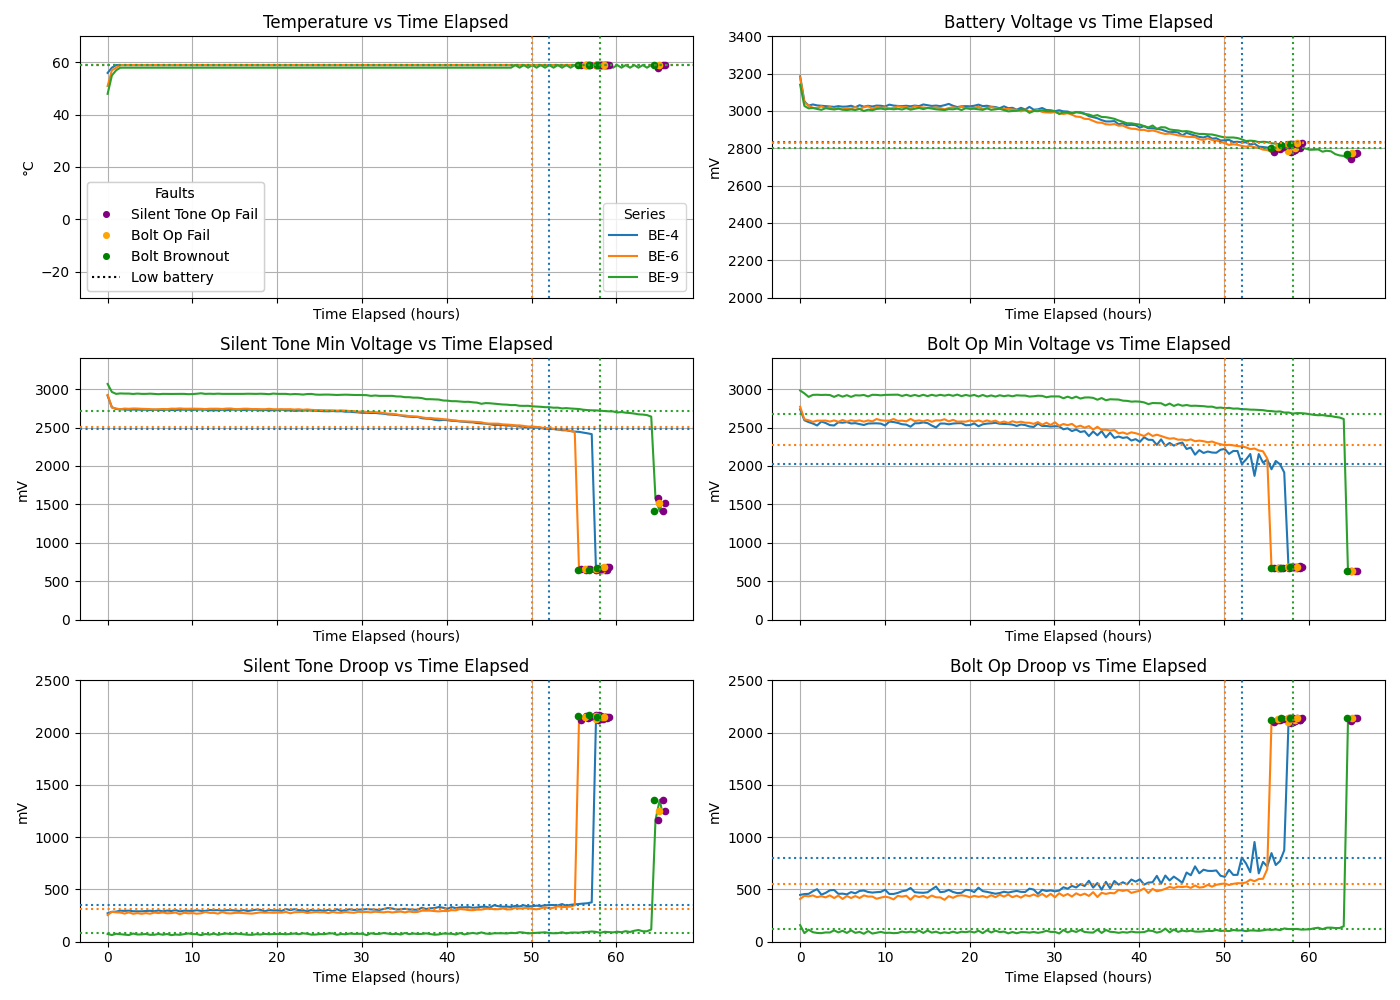 Temperature vs Time Elapsed
60
40
20
0
−20
°C
Faults
Silent Tone Op Fail
Bolt Op Fail
Bolt Brownout
Low battery
Series
BE-4
BE-6
BE-9
Time Elapsed (hours)
Battery Voltage vs Time Elapsed
3400
3200
3000
2800
2600
2400
2200
2000
mV
Time Elapsed (hours)
Silent Tone Min Voltage vs Time Elapsed
3000
2500
2000
1500
1000
500
0
mV
Time Elapsed (hours)
Bolt Op Min Voltage vs Time Elapsed
3000
2500
2000
1500
1000
500
0
mV
Time Elapsed (hours)
Silent Tone Droop vs Time Elapsed
2500
2000
1500
1000
500
0
mV
0 10 20 30 40 50 60
Time Elapsed (hours)
Bolt Op Droop vs Time Elapsed
2500
2000
1500
1000
500
0
mV
0 10 20 30 40 50 60
Time Elapsed (hours)